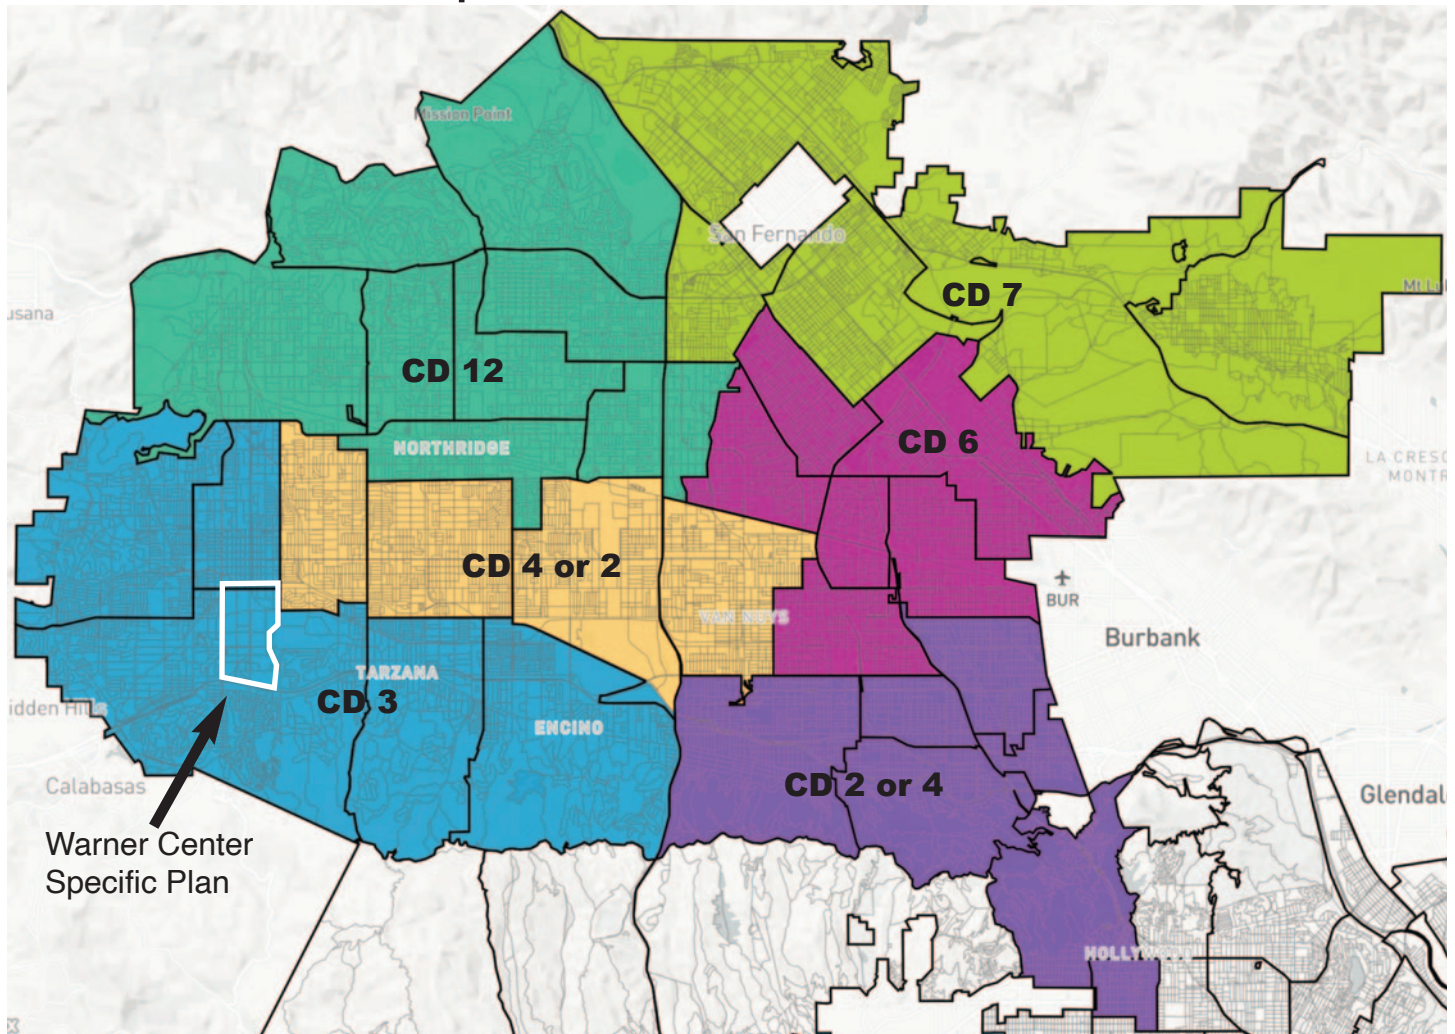 Mission Point
San Fernando
CD 7
Mt Lu
usana
CD 12
CD 6
NORTHRIDGE
LA CRESC
MONTR
CD 4 or 2
BUR
VAN NUYS
Burbank
TARZANA
CD 3
idden Hills
ENCINO
Calabasas
CD 2 or 4
Glendal
Warner Center
Specific Plan
HOLLYW